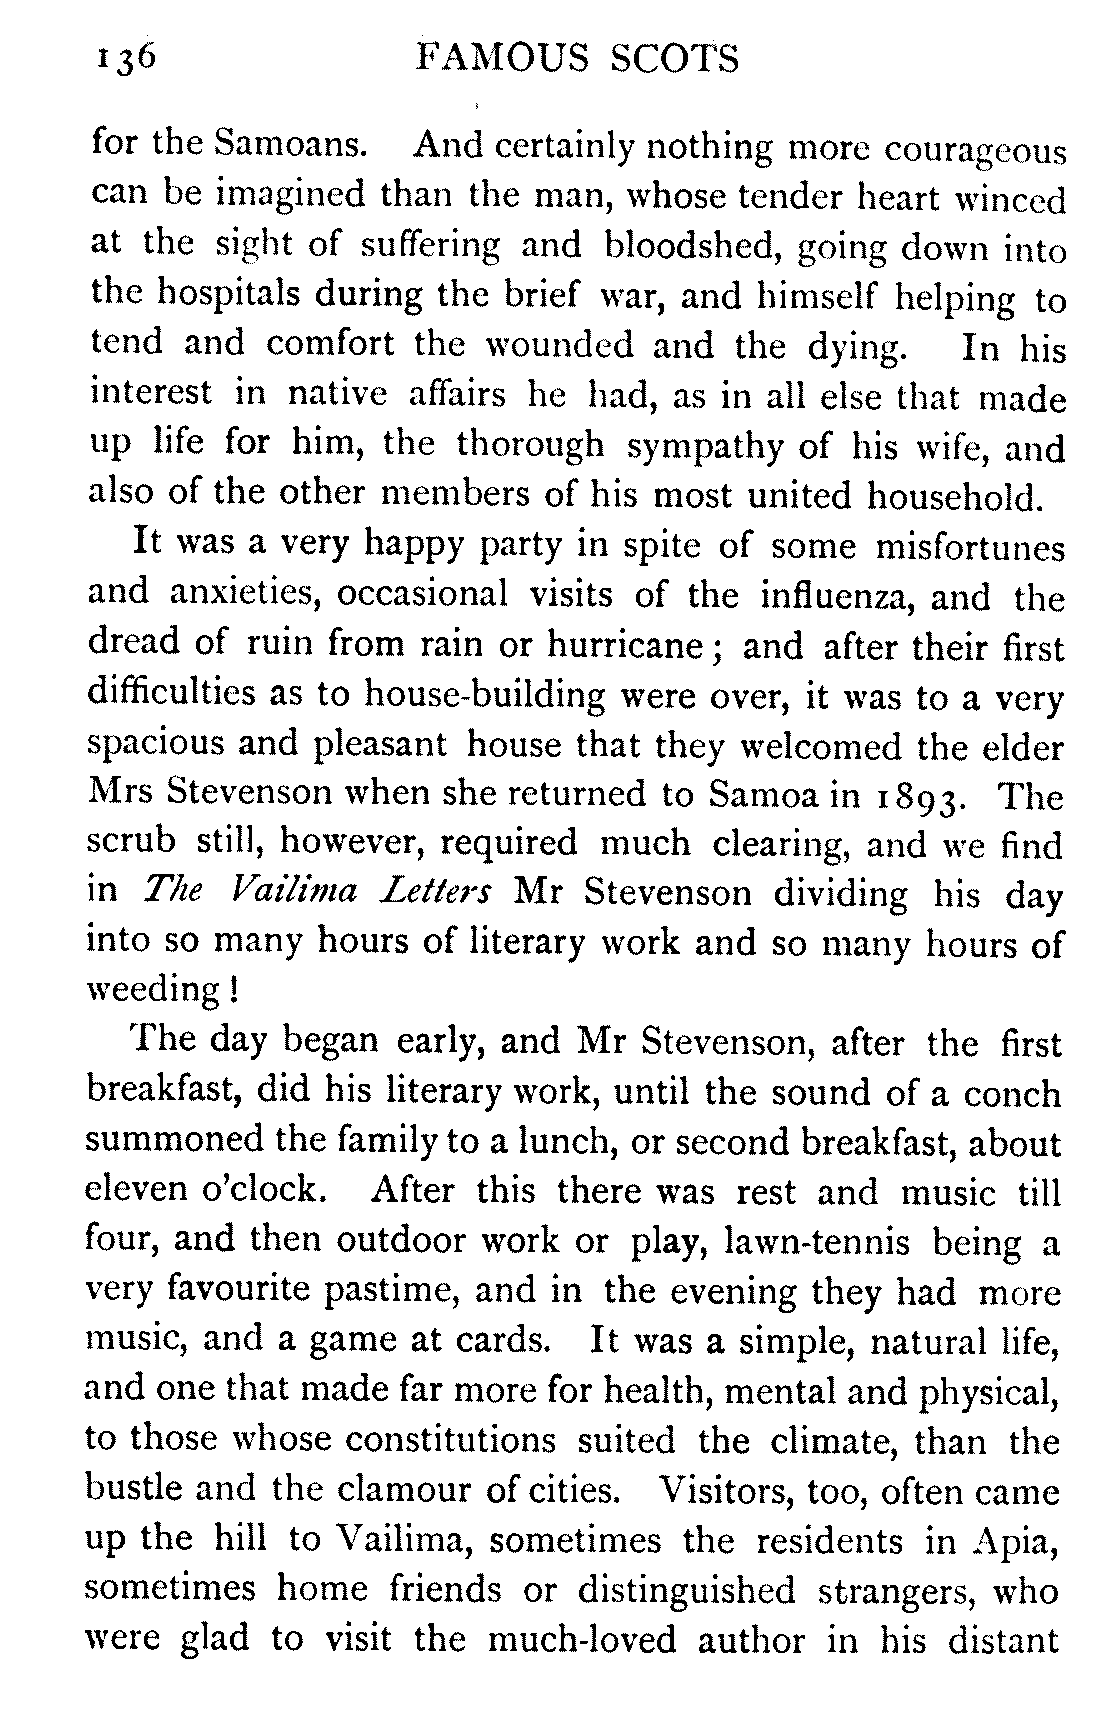 136 FAMOUS SCOTS
for the Samoans. And certainly nothing more courageous
can be imagined than the man, whose tender heart winced
at the sight of suffering and bloodshed, going down into
the hospitals during the brief war, and himself helping to
tend and comfort the wounded and the dying. In his
interest in native affairs he had, as in all else that made
up life for him, the thorough sympathy of his wife, and
also of the other members of his most united household.
It was a very happy party in spite of some misfortunes
and anxieties, occasional visits of the influenza, and the
dread of ruin from rain or hurricane; and after their first
difficulties as to house-building were over, it was to a very
spacious and pleasant house that they welcomed the elder
Mrs Stevenson when she returned to Samoa in 1893. The
scrub still, however, required much clearing, and we find
in The Vailima Letters Mr Stevenson dividing his day
into so many hours of literary work and so many hours of
weeding!
The day began early, and Mr Stevenson, after the first
breakfast, did his literary work, until the sound of a conch
summoned the family to a lunch, or second breakfast, about
eleven o'clock. After this there was rest and music till
four, and then outdoor work or play, lawn-tennis being a
very favourite pastime, and in the evening they had more
music, and a game at cards. It was a simple, natural life,
and one that made far more for health, mental and physical,
to those whose constitutions suited the climate, than the
bustle and the clamour of cities. Visitors, too, often came
up the hill to Vailima, sometimes the residents in Apia,
sometimes home friends or distinguished strangers, who
were glad to visit the much-loved author in his distant